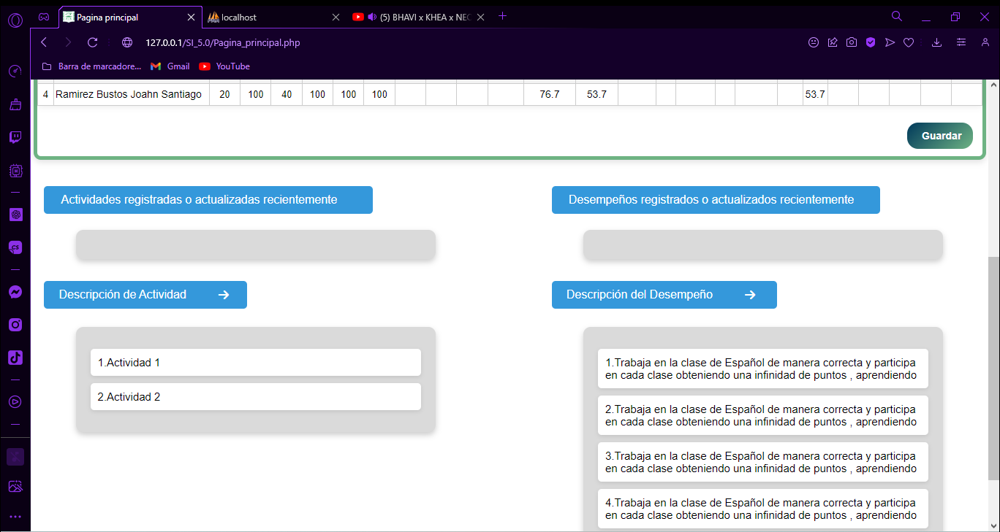 Pagina principal
localhost
(5) BHAVI x KHEA x NEO
127.0.0.1/SI_5.0/Pagina_principal.php
Barra de marcadore...
Gmail
YouTube
4 Ramirez Bustos Joahn Santiago 20 100 40 100 100 100 76.7 53.7 53.7
Guardar
Actividades registradas o actualizadas recientemente
Desempeños registrados o actualizados recientemente
Descripción de Actividad
Descripción del Desempeño
1.Actividad 1
2.Actividad 2
1.Trabaja en la clase de Español de manera correcta y participa
en cada clase obteniendo una infinidad de puntos , aprendiendo
2.Trabaja en la clase de Español de manera correcta y participa
en cada clase obteniendo una infinidad de puntos , aprendiendo
3.Trabaja en la clase de Español de manera correcta y participa
en cada clase obteniendo una infinidad de puntos , aprendiendo
4.Trabaja en la clase de Español de manera correcta y participa
en cada clase obteniendo una infinidad de puntos , aprendiendo